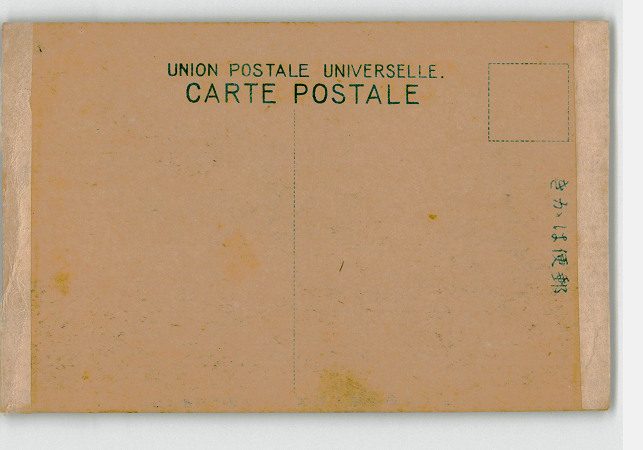 UNION POSTALE UNIVERSELLE.
CARTE POSTALE
郵便はかき